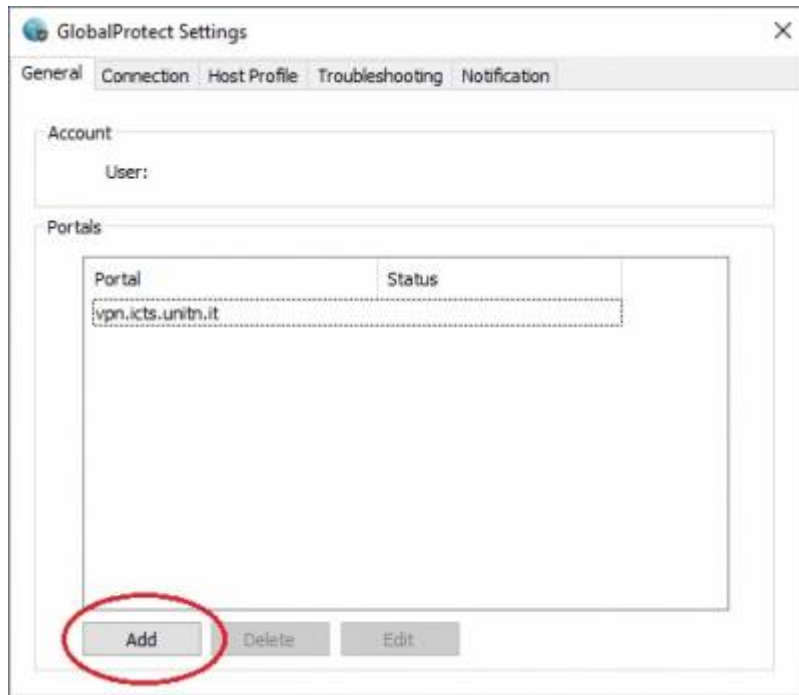 GlobalProtect Settings
General Connection Host Profile Troubleshooting Notification
Account
User:
Portals
Portal Status
vpn.icts.unitn.it
Add Delete Edit